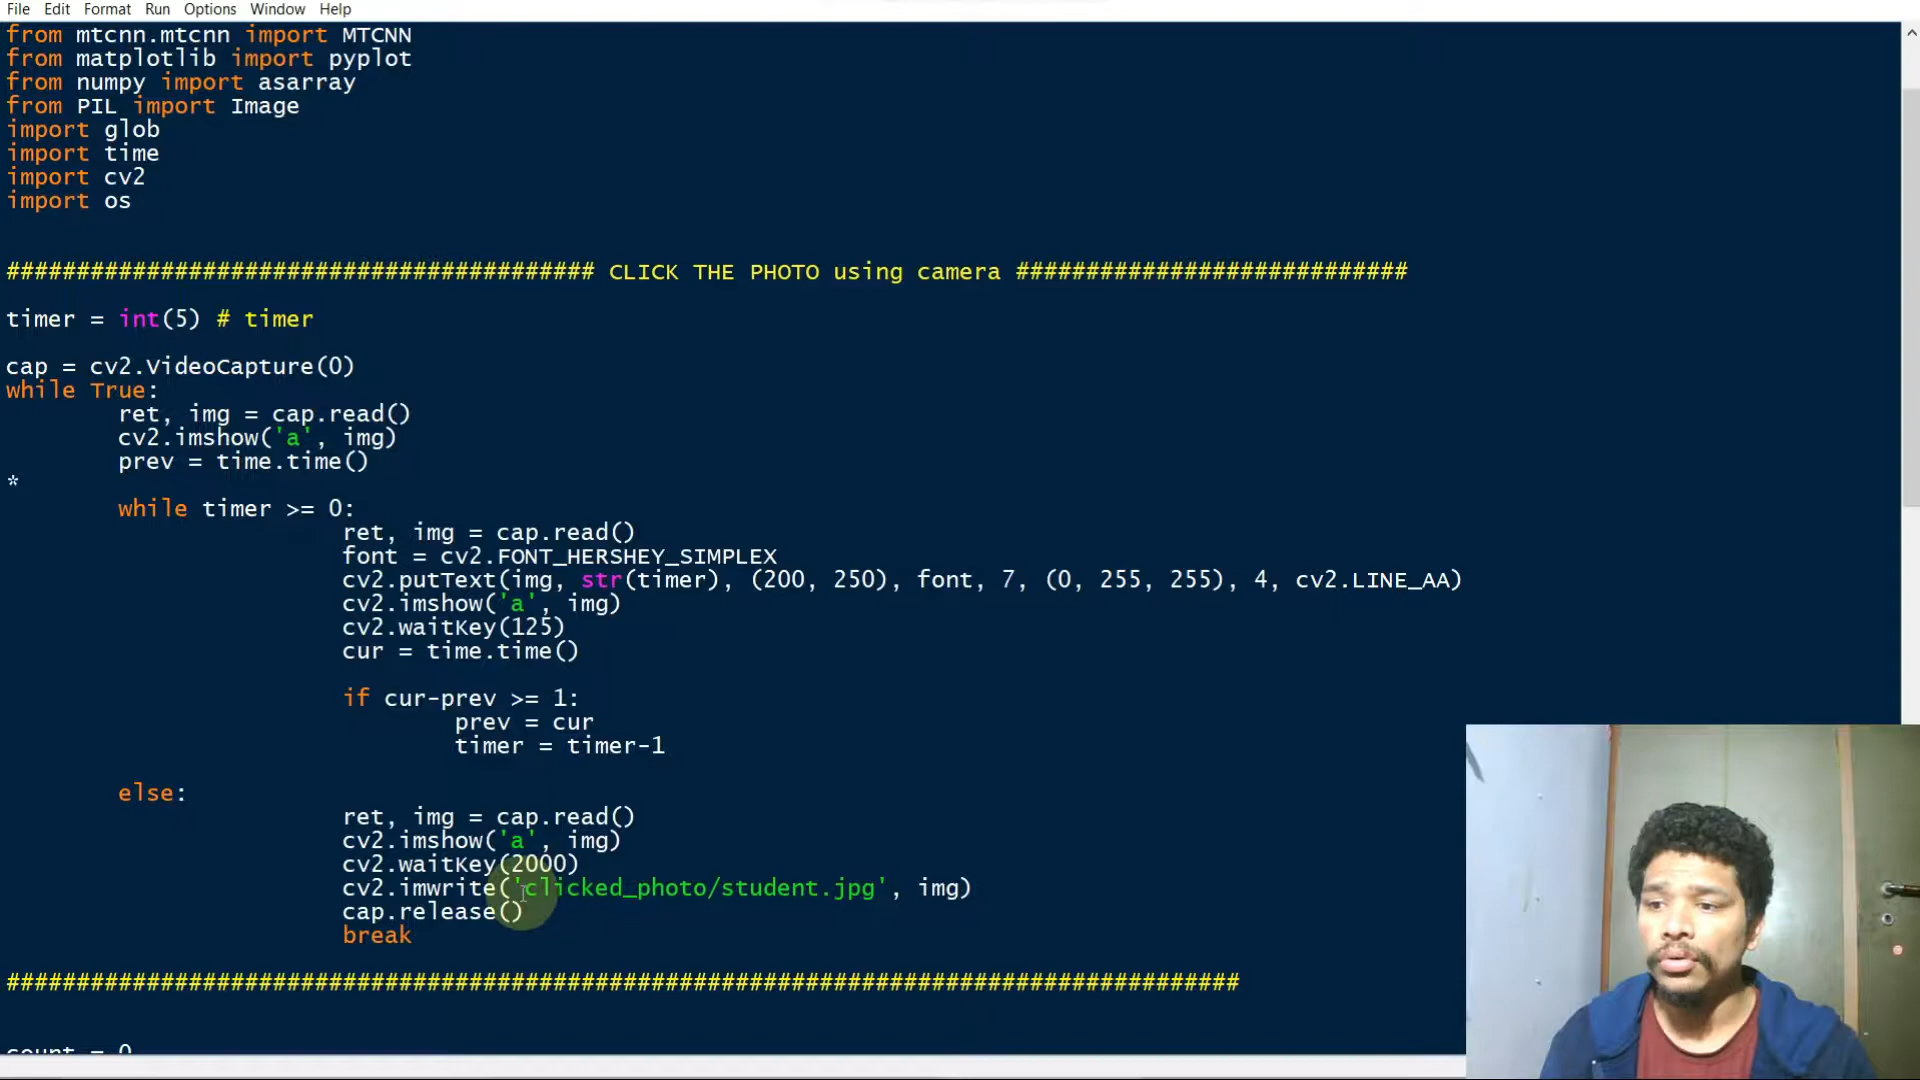 File Edit Format Run Options Window Help
from mtcnn.mtcnn import MTCNN
from matplotlib import pyplot
from numpy import asarray
from PIL import Image
import glob
import time
import cv2
import os
########################################## CLICK THE PHOTO using camera ############################
timer = int(5) # timer
cap = cv2.VideoCapture(0)
while True:
ret, img = cap.read()
cv2.imshow('a', img)
prev = time.time()
*
while timer >= 0:
ret, img = cap.read()
font = cv2.FONT_HERSHEY_SIMPLEX
cv2.putText(img, str(timer), (200, 250), font, 7, (0, 255, 255), 4, cv2.LINE_AA)
cv2.imshow('a', img)
cv2.waitKey(125)
cur = time.time()
if cur-prev >= 1:
prev = cur
timer = timer-1
else:
ret, img = cap.read()
cv2.imshow('a', img)
cv2.waitKey(2000)
cv2.imwrite('clicked_photo/student.jpg', img)
cap.release()
break
########################################################################################
count = 0